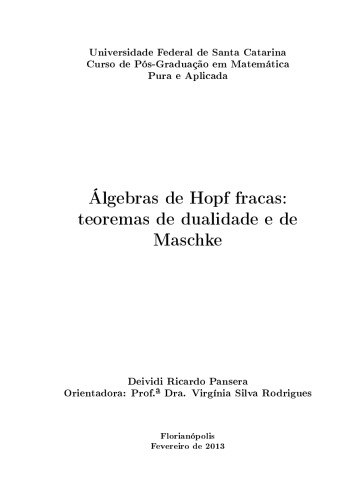 Universidade Federal de Santa Catarina
Curso de Pós-Graduação em Matemática
Pura e Aplicada
Álgebras de Hopf fracas:
teoremas de dualidade e de
Maschke
Deividi Ricardo Pansera
Orientadora: Prof.ª Dra. Virgínia Silva Rodrigues
Florianópolis
Fevereiro de 2013